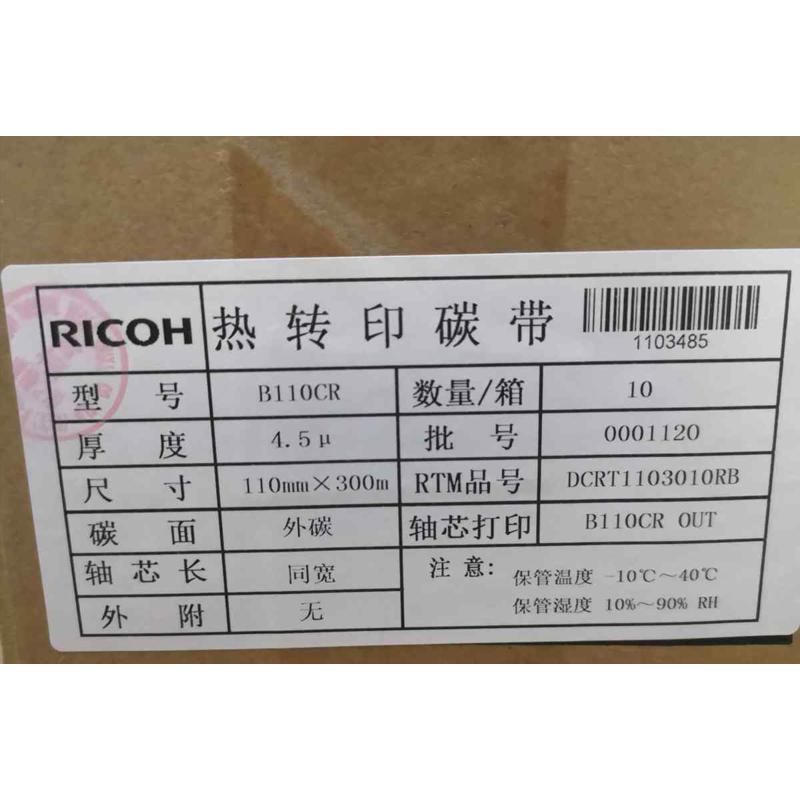 RICOH 热转印碳带
1103485
型号 B110CR 数量/箱 10
厚度 4.5μ 批号 0001120
尺寸 110mm×300m RTM品号 DCRT1103010RB
碳面 外碳 轴芯打印 B110CR OUT
轴芯长 同宽 注意: 保管温度 -10℃~40℃
外附 无 保管湿度 10%~90% RH